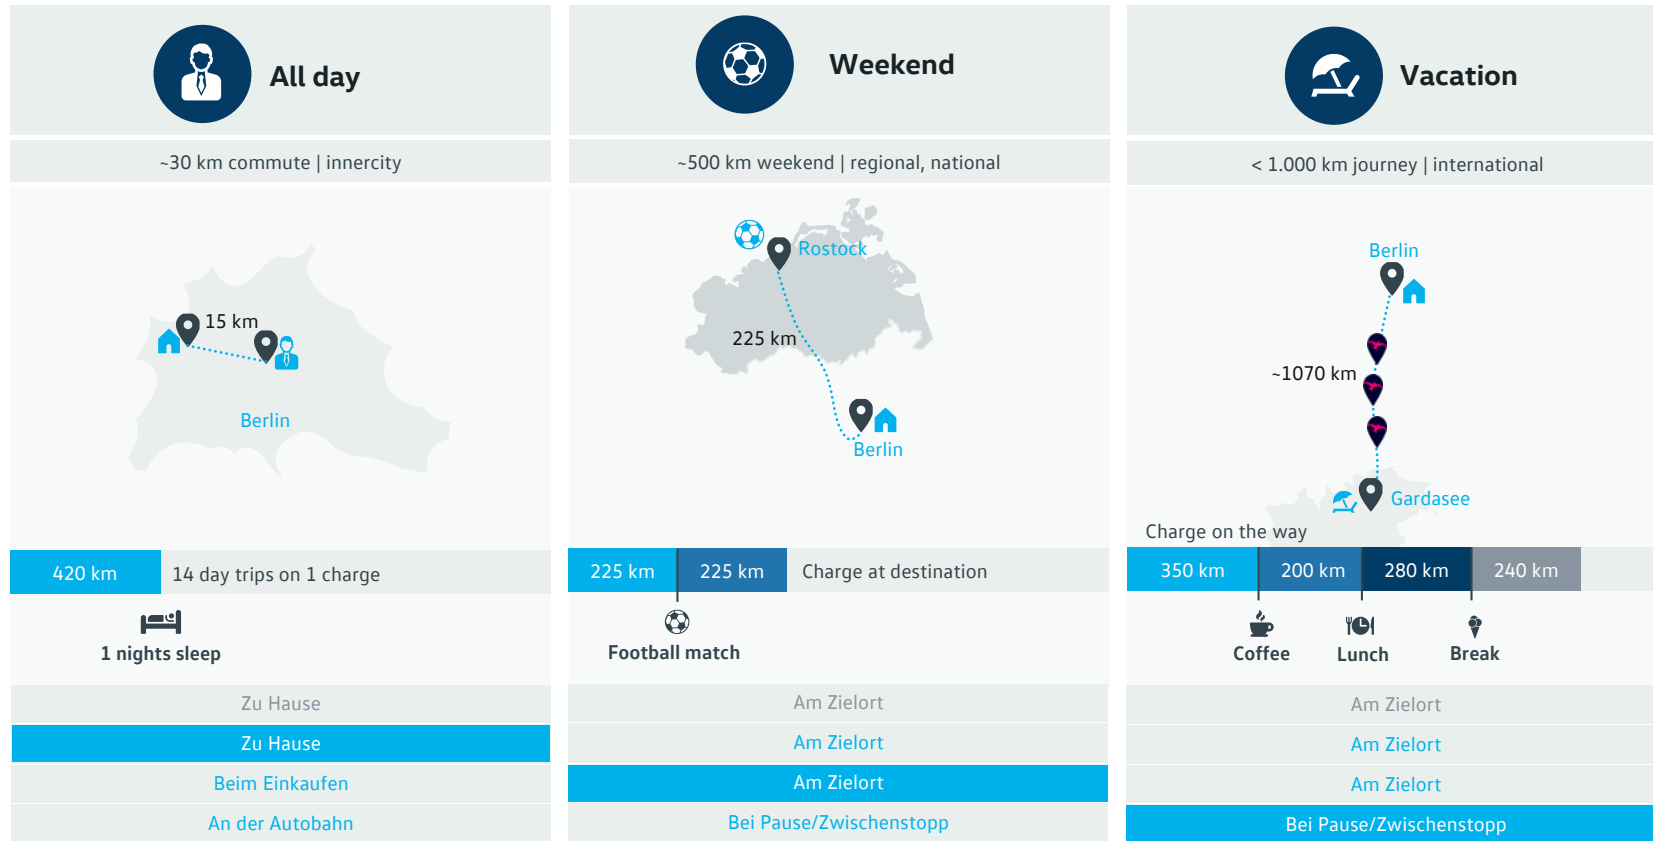 All day
~30 km commute | innercity
15 km
Berlin
420 km
14 day trips on 1 charge
1 nights sleep
Zu Hause
Zu Hause
Beim Einkaufen
An der Autobahn
Weekend
~500 km weekend | regional, national
Rostock
225 km
Berlin
225 km
225 km
Charge at destination
Football match
Am Zielort
Am Zielort
Am Zielort
Bei Pause/Zwischenstopp
Vacation
< 1.000 km journey | international
Berlin
~1070 km
Gardasee
Charge on the way
350 km
200 km
280 km
240 km
Coffee
Lunch
Break
Am Zielort
Am Zielort
Am Zielort
Bei Pause/Zwischenstopp